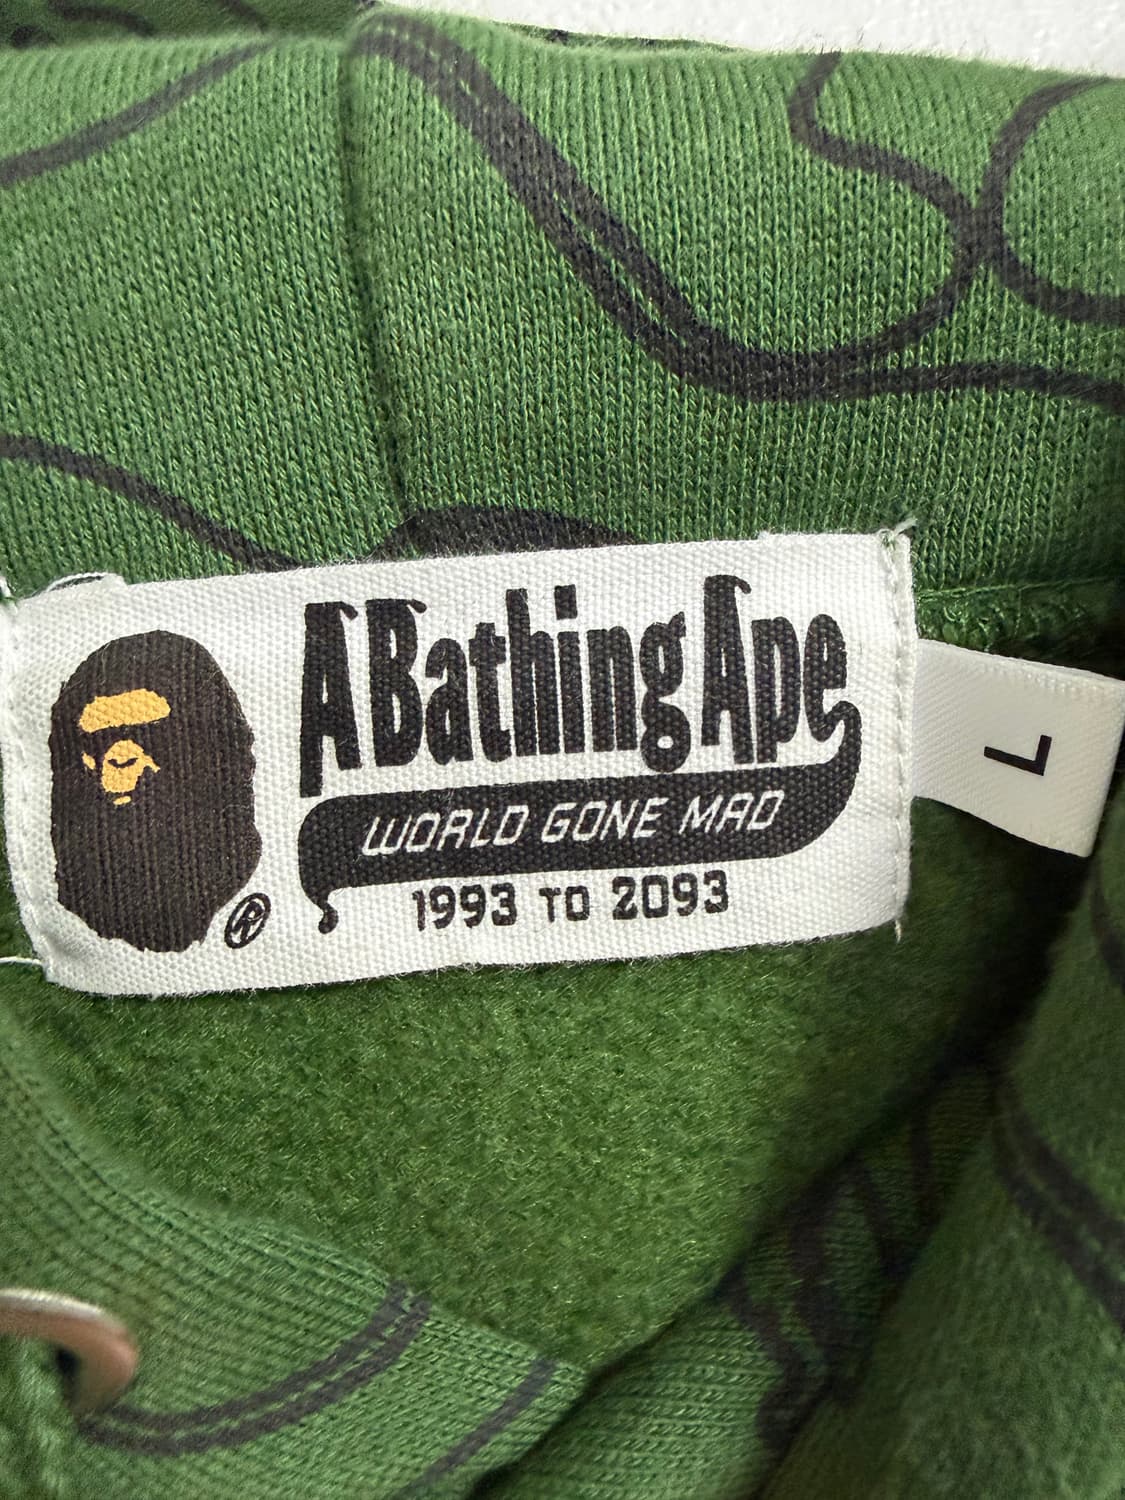 A Bathing Ape
WORLD GONE MAD
1993 TO 2093
®
L